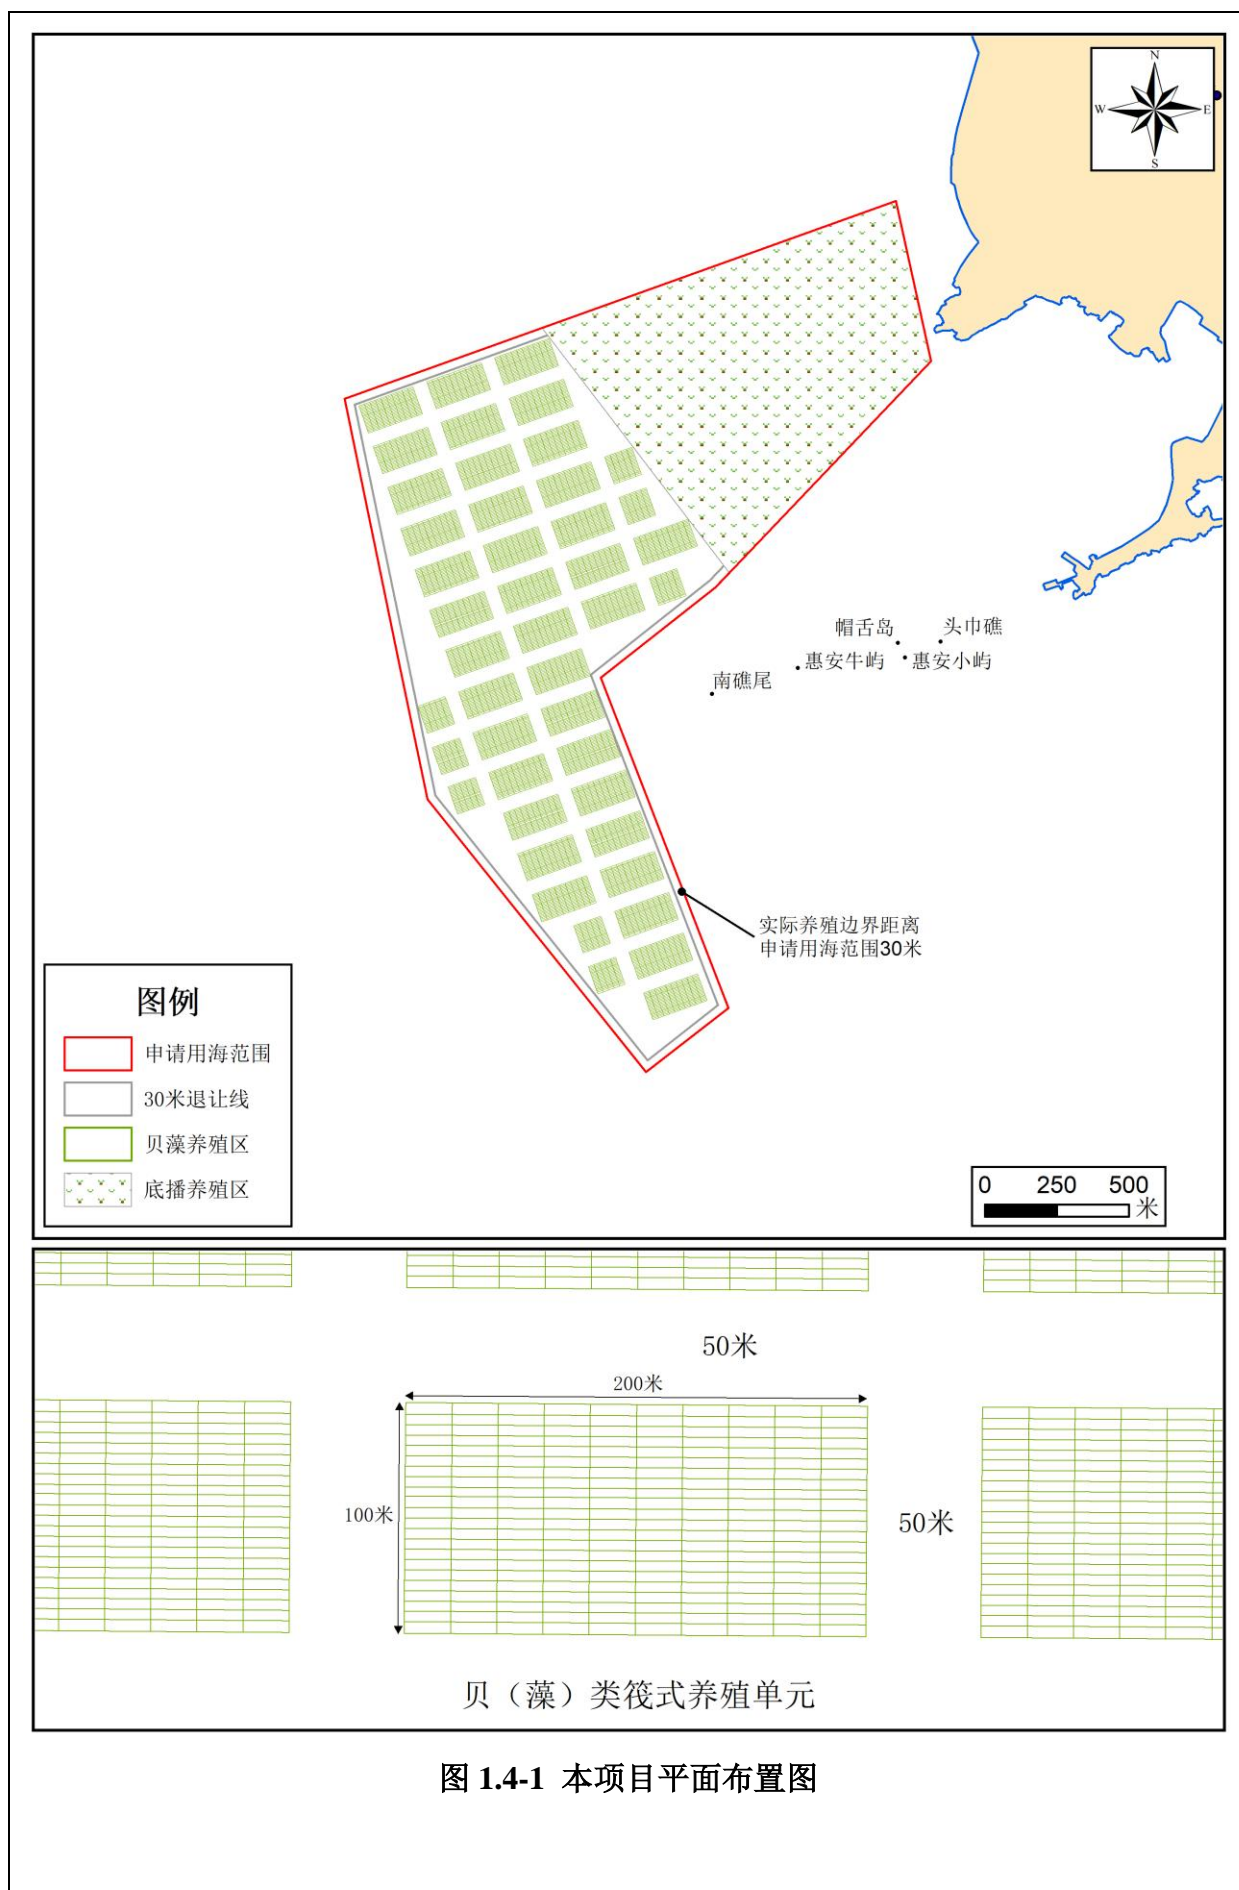 N
W
E
S
帽舌岛
头巾礁
惠安牛屿
惠安小屿
南礁尾
实际养殖边界距离
申请用海范围30米
图例
申请用海范围
30米退让线
贝藻养殖区
底播养殖区
0 250 500
米
50米
200米
100米
50米
贝（藻）类筏式养殖单元
图 1.4-1 本项目平面布置图